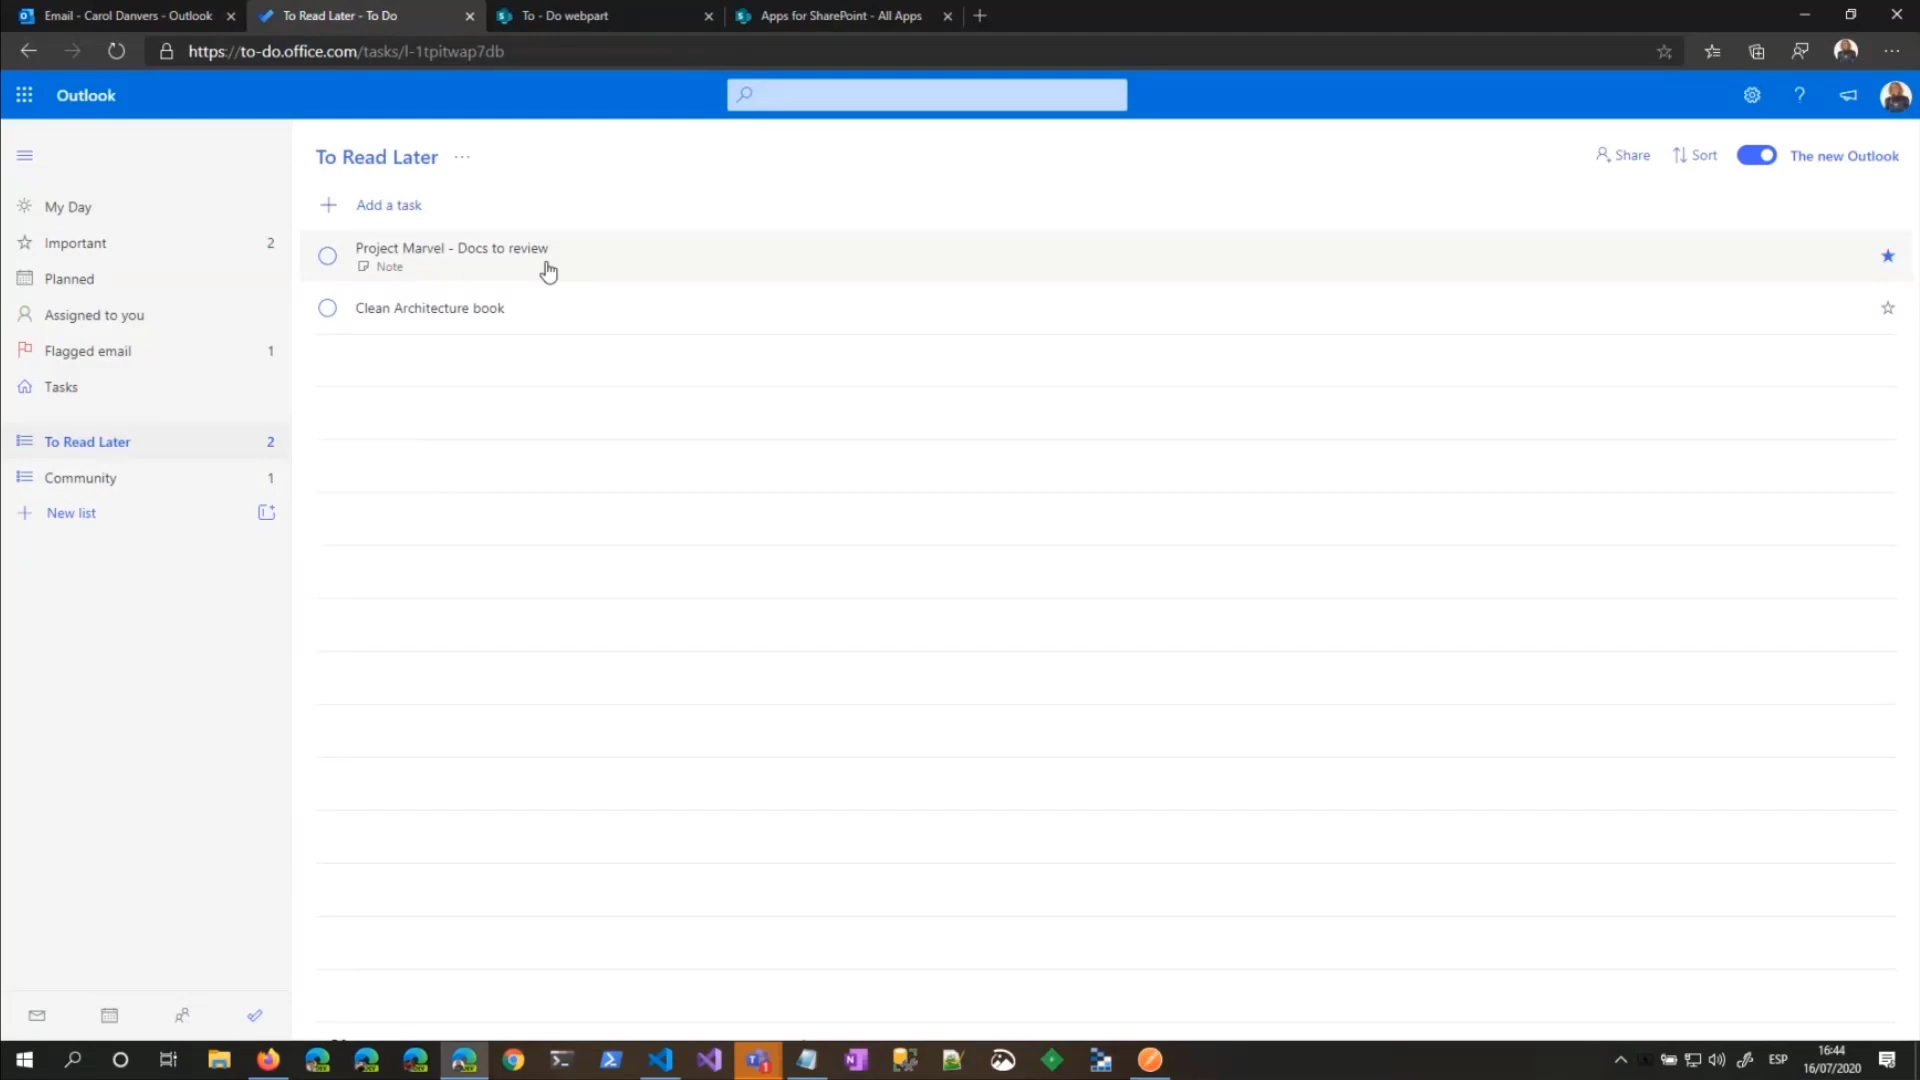 Email - Carol Danvers - Outlook
To Read Later - To Do
To - Do webpart
Apps for SharePoint - All Apps
https://to-do.office.com/tasks/l-1tpitwap7db
Outlook
To Read Later ...
Share
Sort
The new Outlook
Add a task
My Day
Important 2
Planned
Assigned to you
Flagged email 1
Tasks
To Read Later 2
Community 1
New list
Project Marvel - Docs to review
Note
Clean Architecture book
ESP
16:44
16/07/2020